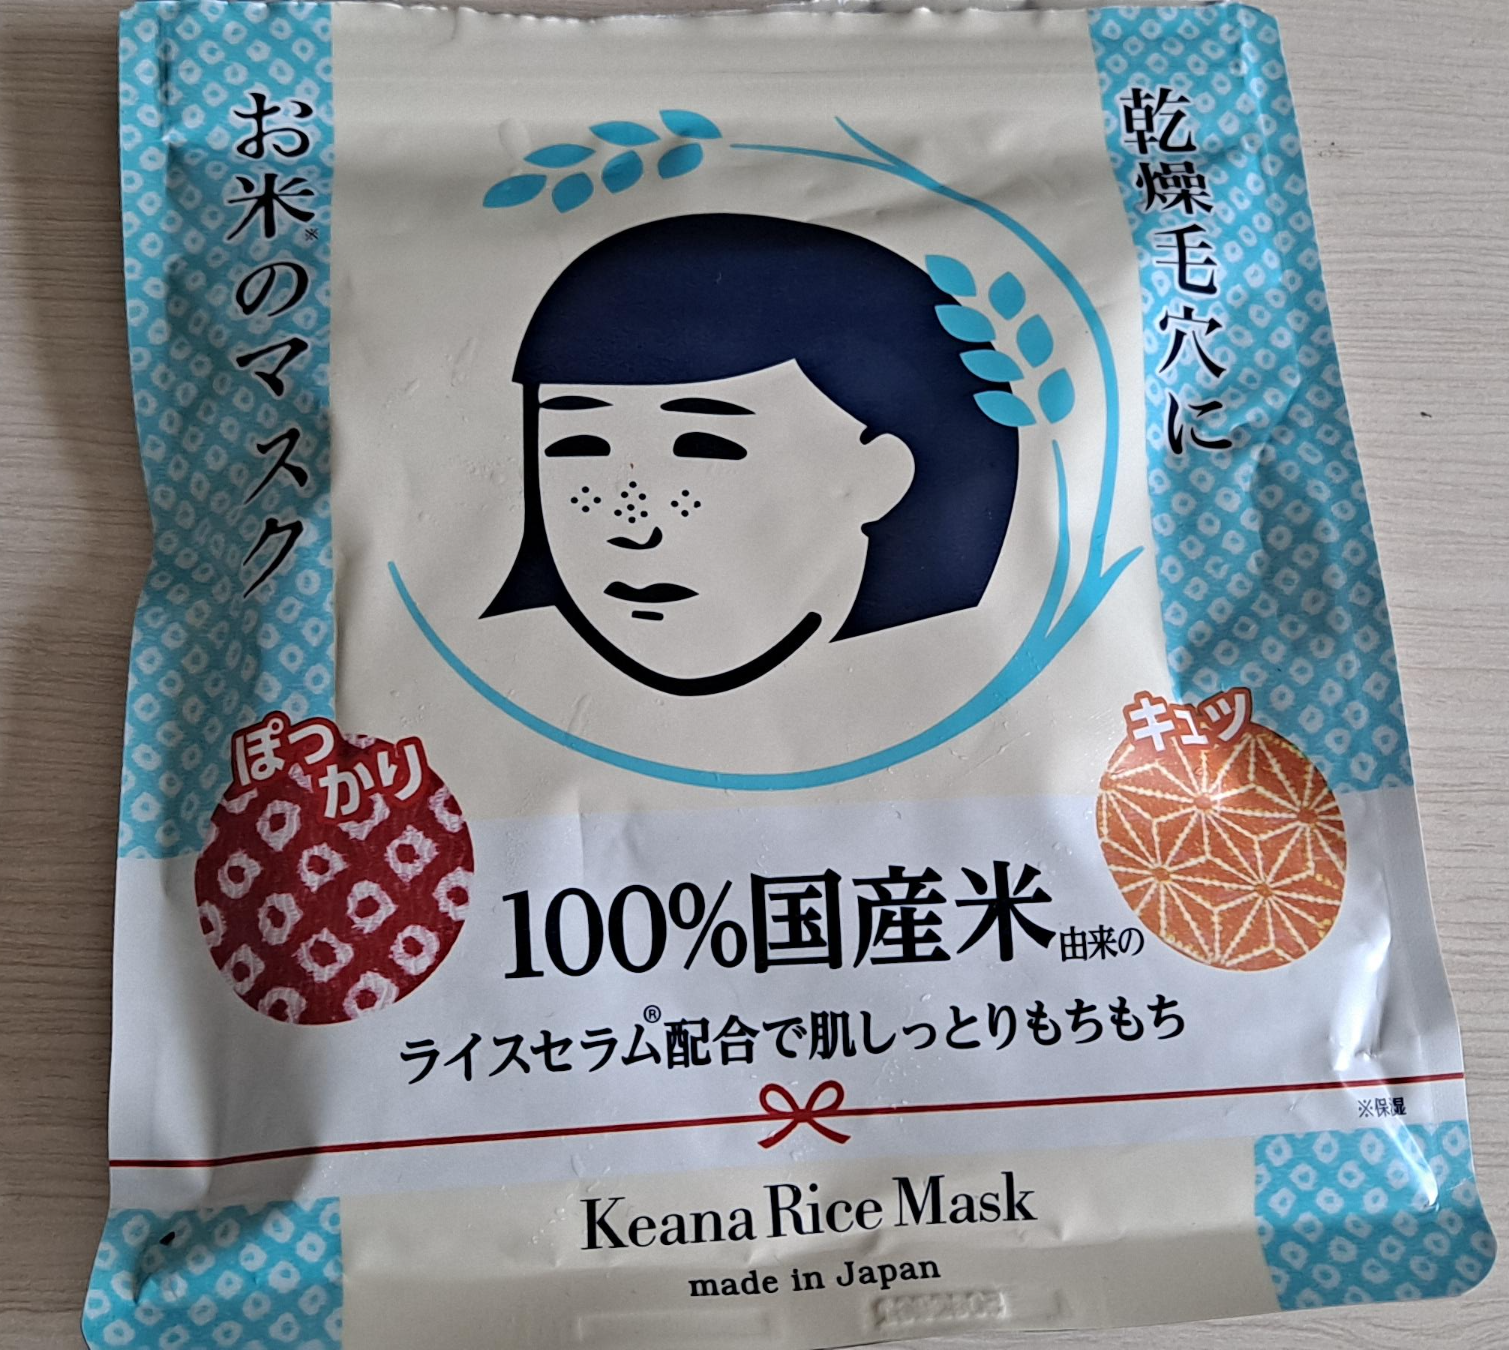 乾燥毛穴に
お米※のマスク
ぽっかり
キュッ
100%国産米由来の
ライスセラム®配合で肌しっとりもちもち
※保湿
Keana Rice Mask
made in Japan